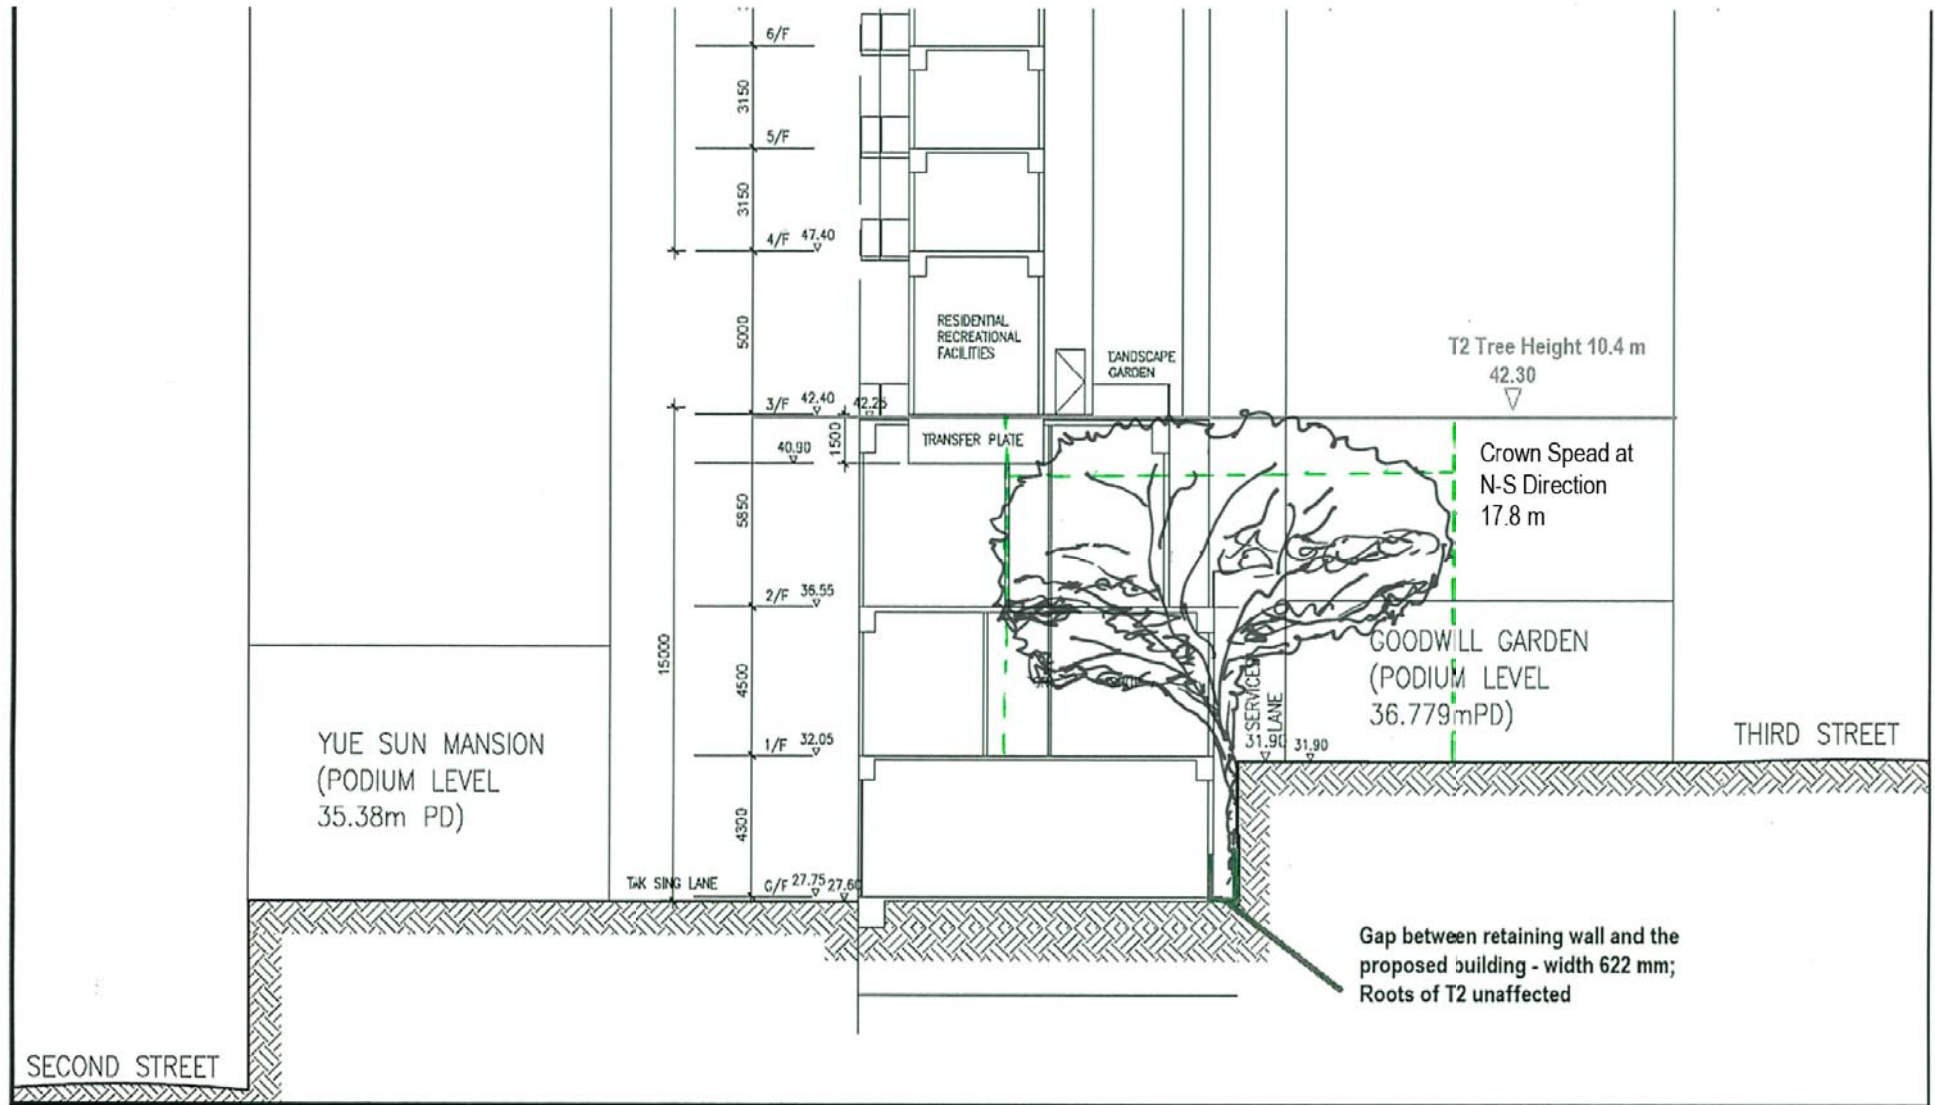 6/F
3150
5/F
3150
4/F 47.40
5000
RESIDENTIAL
RECREATIONAL
FACILITIES
LANDSCAPE
GARDEN
T2 Tree Height 10.4 m
42.30
3/F 42.40
42.25
1500
TRANSFER PLATE
40.90
Crown Spead at
N-S Direction
17.8 m
5850
2/F 36.55
15000
4500
SERVICES
LANE
GOODWILL GARDEN
(PODIUM LEVEL
36.779mPD)
YUE SUN MANSION
(PODIUM LEVEL
35.38m PD)
1/F 32.05
31.90
31.90
THIRD STREET
4300
TAK SING LANE
G/F 27.75
27.60
Gap between retaining wall and the
proposed building - width 622 mm;
Roots of T2 unaffected
SECOND STREET